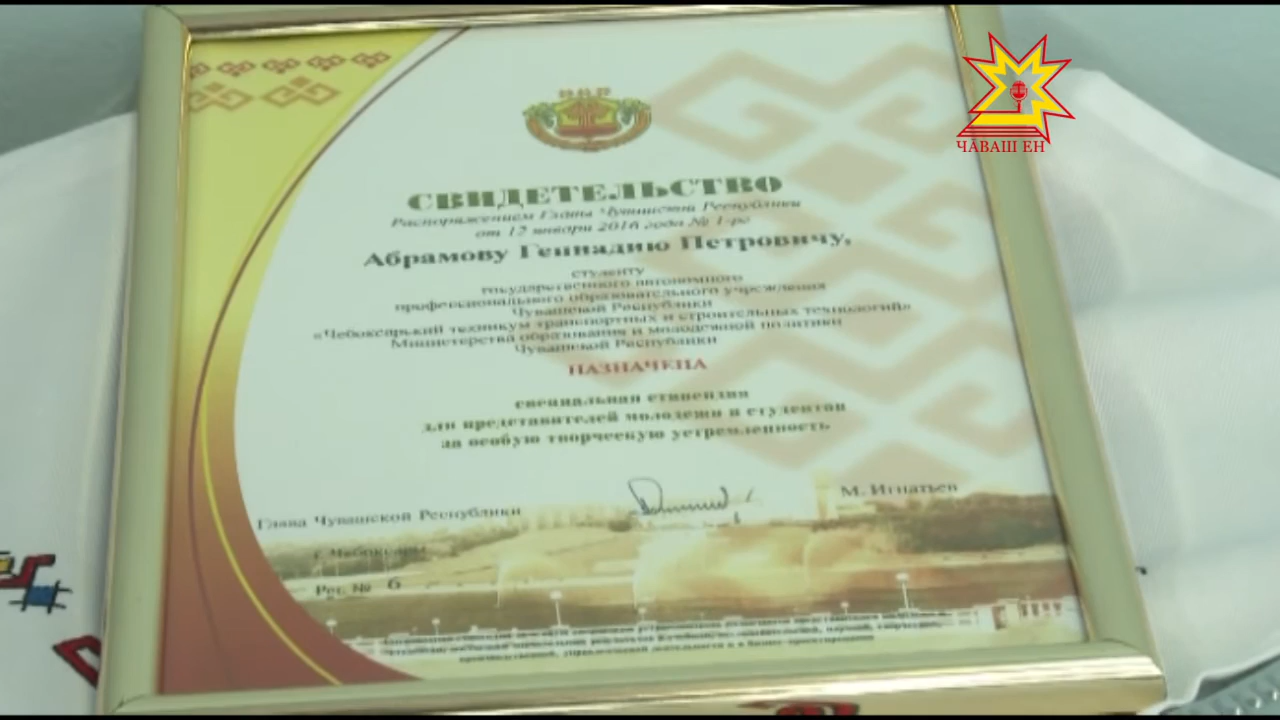 ЧӐВАШ ЕН
СВИДЕТЕЛЬСТВО
Распоряжением Главы Чувашской Республики
от 15 января 2016 года № 1-рг
Абрамову Геннадию Петровичу,
студенту
государственного автономного
профессионального образовательного учреждения
Чувашской Республики
«Чебоксарский техникум транспортных и строительных технологий»
Министерства образования и молодежной политики
Чувашской Республики
НАЗНАЧЕНА
специальная стипендия
для представителей молодежи и студентов
за особую творческую устремленность
Глава Чувашской Республики
М. Игнатьев
г. Чебоксары
Рег. № 6